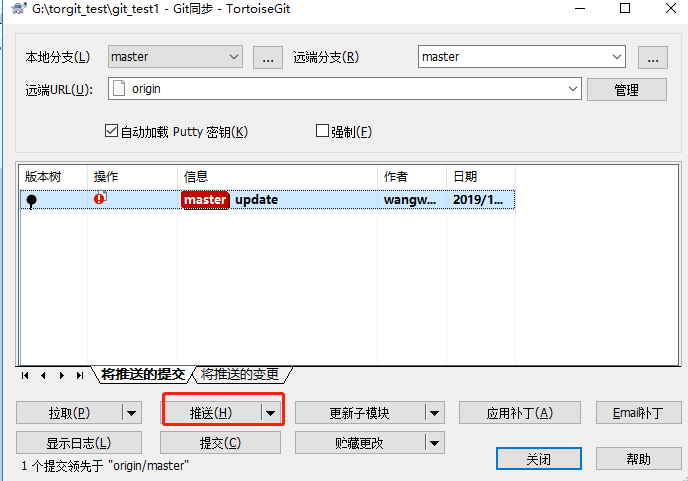 G:\torgit_test\git_test1 - Git同步 - TortoiseGit
本地分支(L) master ... 远端分支(R) master ...
远端URL(U): origin 管理
自动加载 Putty 密钥(K) 强制(F)
版本树 操作 信息 作者 日期
master update wangw... 2019/1...
将推送的提交 将推送的变更
拉取(P) 推送(H) 更新子模块 应用补丁(A) Email补丁
显示日志(L) 提交(C) 贮藏更改 关闭 帮助
1 个提交领先于 "origin/master"